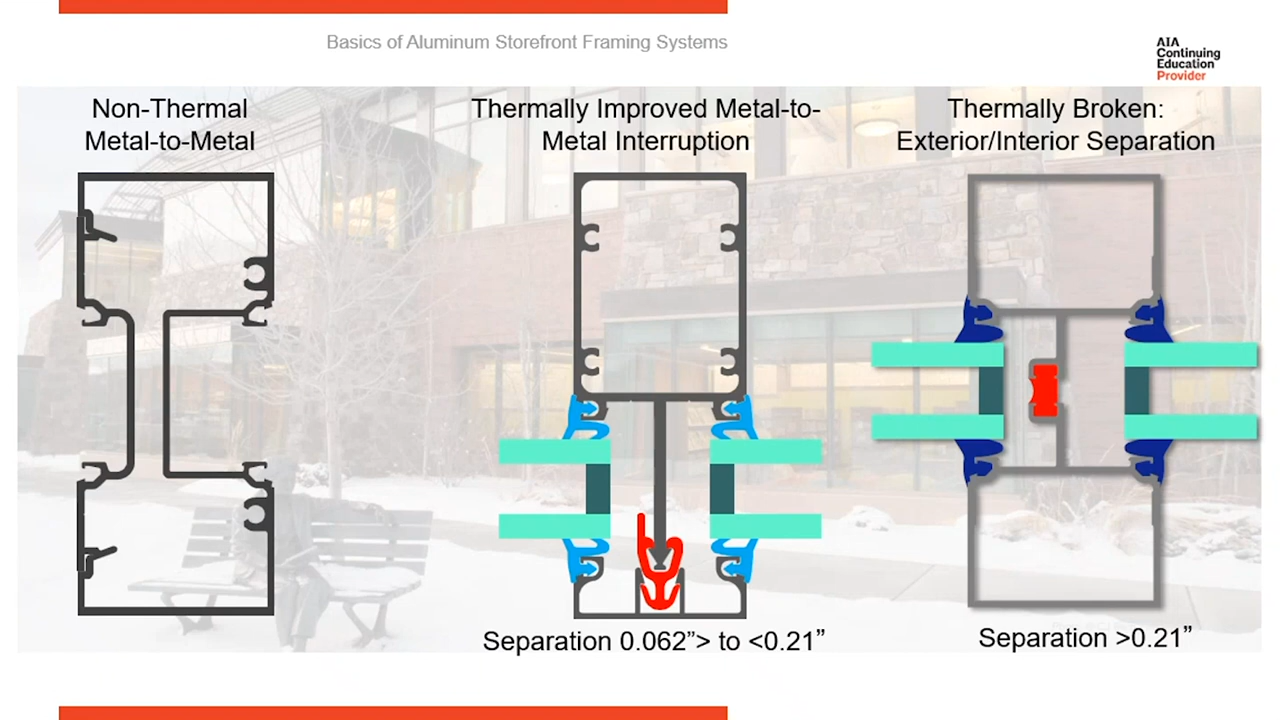 Basics of Aluminum Storefront Framing Systems
AIA
Continuing
Education
Provider
Non-Thermal
Metal-to-Metal
Thermally Improved Metal-to-
Metal Interruption
Thermally Broken:
Exterior/Interior Separation
Separation 0.062”> to <0.21”
Separation >0.21”